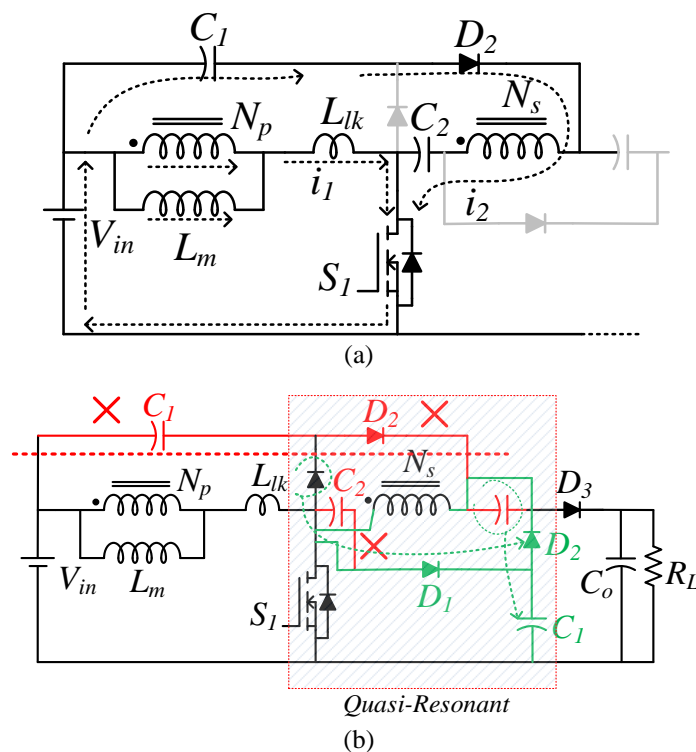 C1
D2
Np
Llk
C2
Ns
i1
i2
Vin
Lm
S1
(a)
C1
D2
Np
Llk
C2
Ns
D3
Vin
Lm
D2
D1
Co
RL
S1
C1
Quasi-Resonant
(b)